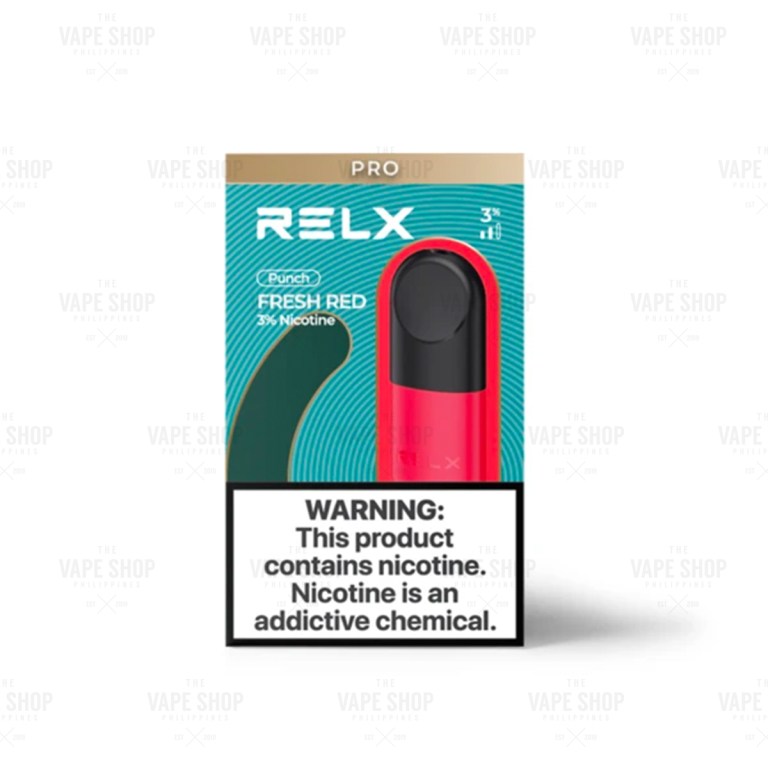 THE
VAPE SHOP
PHILIPPINES
PRO
RELX
3%
Punch
FRESH RED
3% Nicotine
RELX
WARNING:
This product
contains nicotine.
Nicotine is an
addictive chemical.